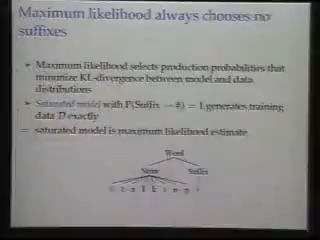 Maximum likelihood always chooses no
suffixes
Maximum likelihood selects production probabilities that
minimize KL-divergence between model and data
distributions
Saturated model with P(Suffix → #) = 1 generates training
data D exactly
= saturated model is maximum likelihood estimate
Word
Stem Suffix
t a l k i n g